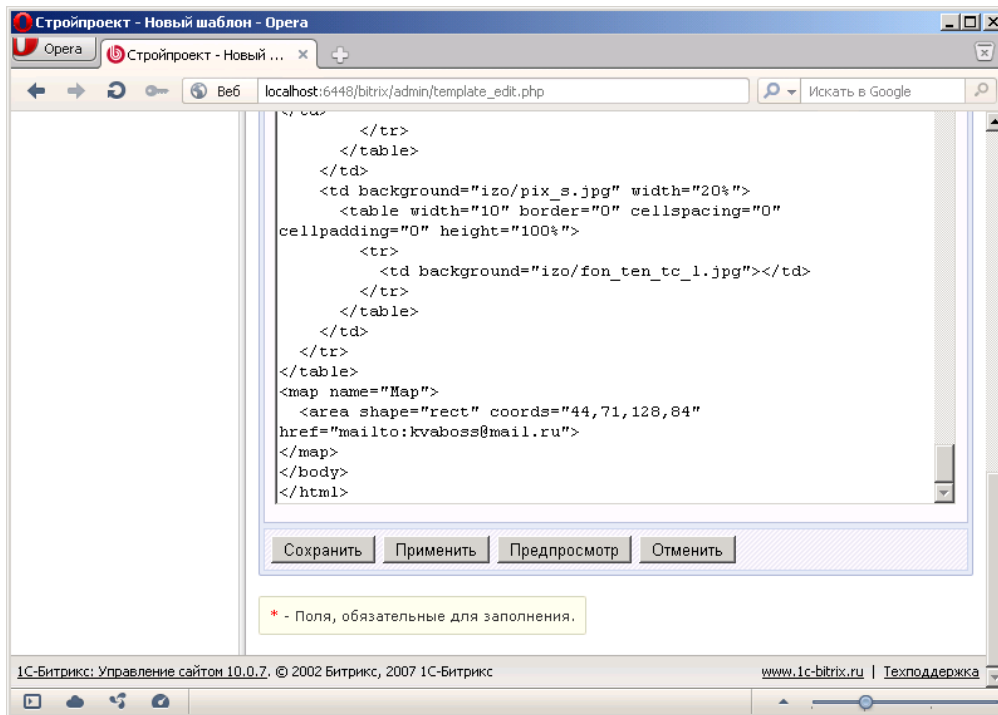 Стройпроект - Новый шаблон - Opera
Opera
Стройпроект - Новый ...
Веб
localhost:6448/bitrix/admin/template_edit.php
Искать в Google
</td>
</tr>
</table>
</td>
<td background="izo/pix_s.jpg" width="20%">
<table width="10" border="0" cellspacing="0"
cellpadding="0" height="100%">
<tr>
<td background="izo/fon_ten_tc_l.jpg"></td>
</tr>
</table>
</td>
</tr>
</table>
<map name="Map">
<area shape="rect" coords="44,71,128,84"
href="mailto:kvaboss@mail.ru">
</map>
</body>
</html>
Сохранить Применить Предпросмотр Отменить
* - Поля, обязательные для заполнения.
1С-Битрикс: Управление сайтом 10.0.7. © 2002 Битрикс, 2007 1С-Битрикс www.1c-bitrix.ru | Техподдержка